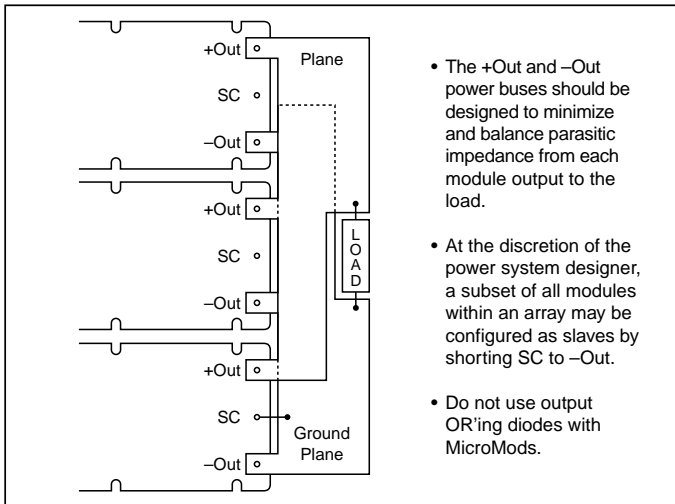 +Out
Plane
SC
–Out
+Out
SC
–Out
LOAD
+Out
SC
Ground
Plane
–Out
• The +Out and –Out
power buses should be
designed to minimize
and balance parasitic
impedance from each
module output to the
load.
• At the discretion of the
power system designer,
a subset of all modules
within an array may be
configured as slaves by
shorting SC to –Out.
• Do not use output
OR'ing diodes with
MicroMods.